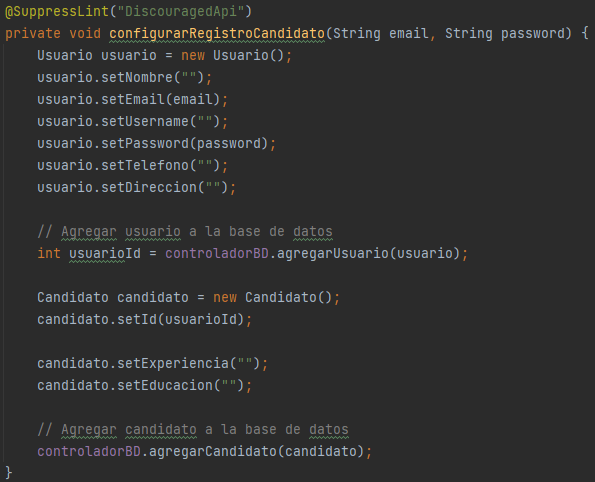 @SuppressLint("DiscouragedApi")
private void configurarRegistroCandidato(String email, String password) {
    Usuario usuario = new Usuario();
    usuario.setNombre("");
    usuario.setEmail(email);
    usuario.setUsername("");
    usuario.setPassword(password);
    usuario.setTelefono("");
    usuario.setDireccion("");

    // Agregar usuario a la base de datos
    int usuarioId = controladorBD.agregarUsuario(usuario);

    Candidato candidato = new Candidato();
    candidato.setId(usuarioId);

    candidato.setExperiencia("");
    candidato.setEducacion("");

    // Agregar candidato a la base de datos
    controladorBD.agregarCandidato(candidato);
}